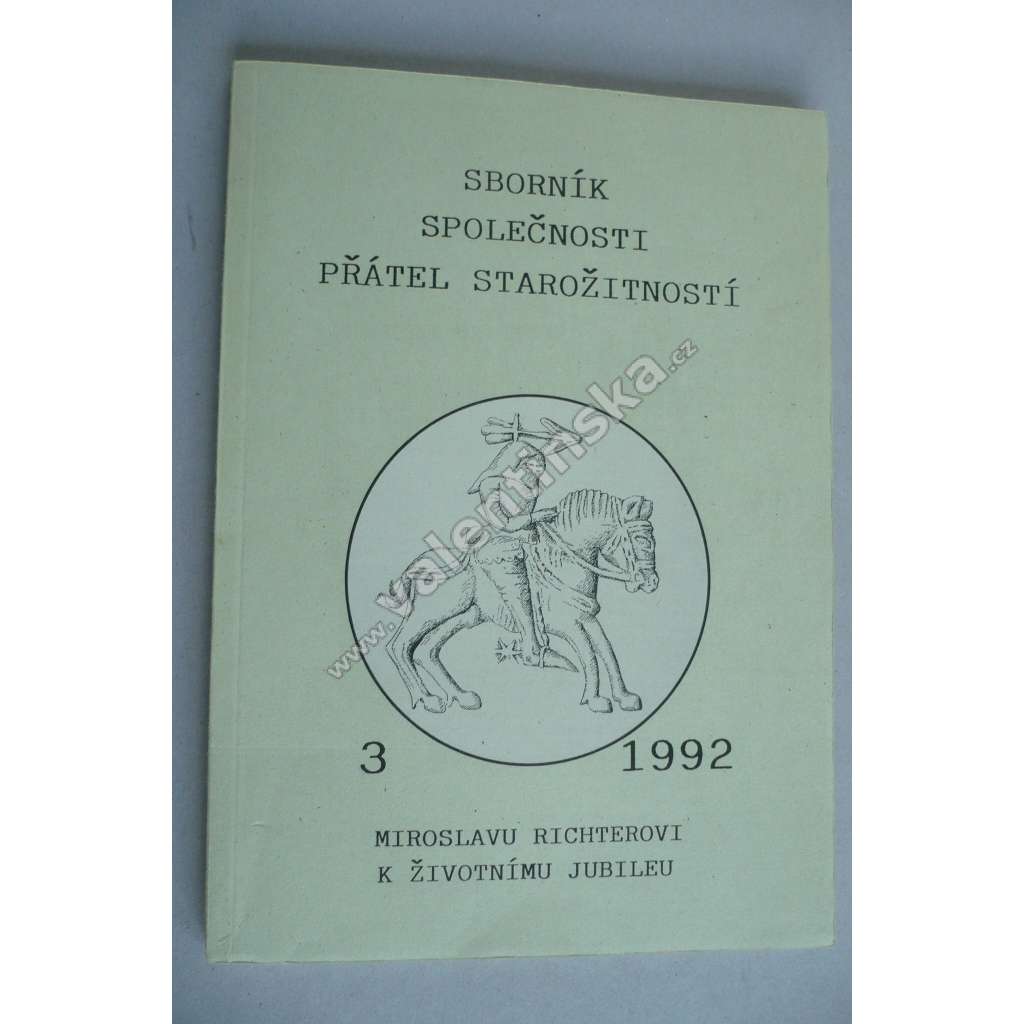 SBORNÍK
SPOLEČNOSTI
PŘÁTEL STAROŽITNOSTÍ
www.valentinska.cz
3 1992
MIROSLAVU RICHTEROVI
K ŽIVOTNÍMU JUBILEU